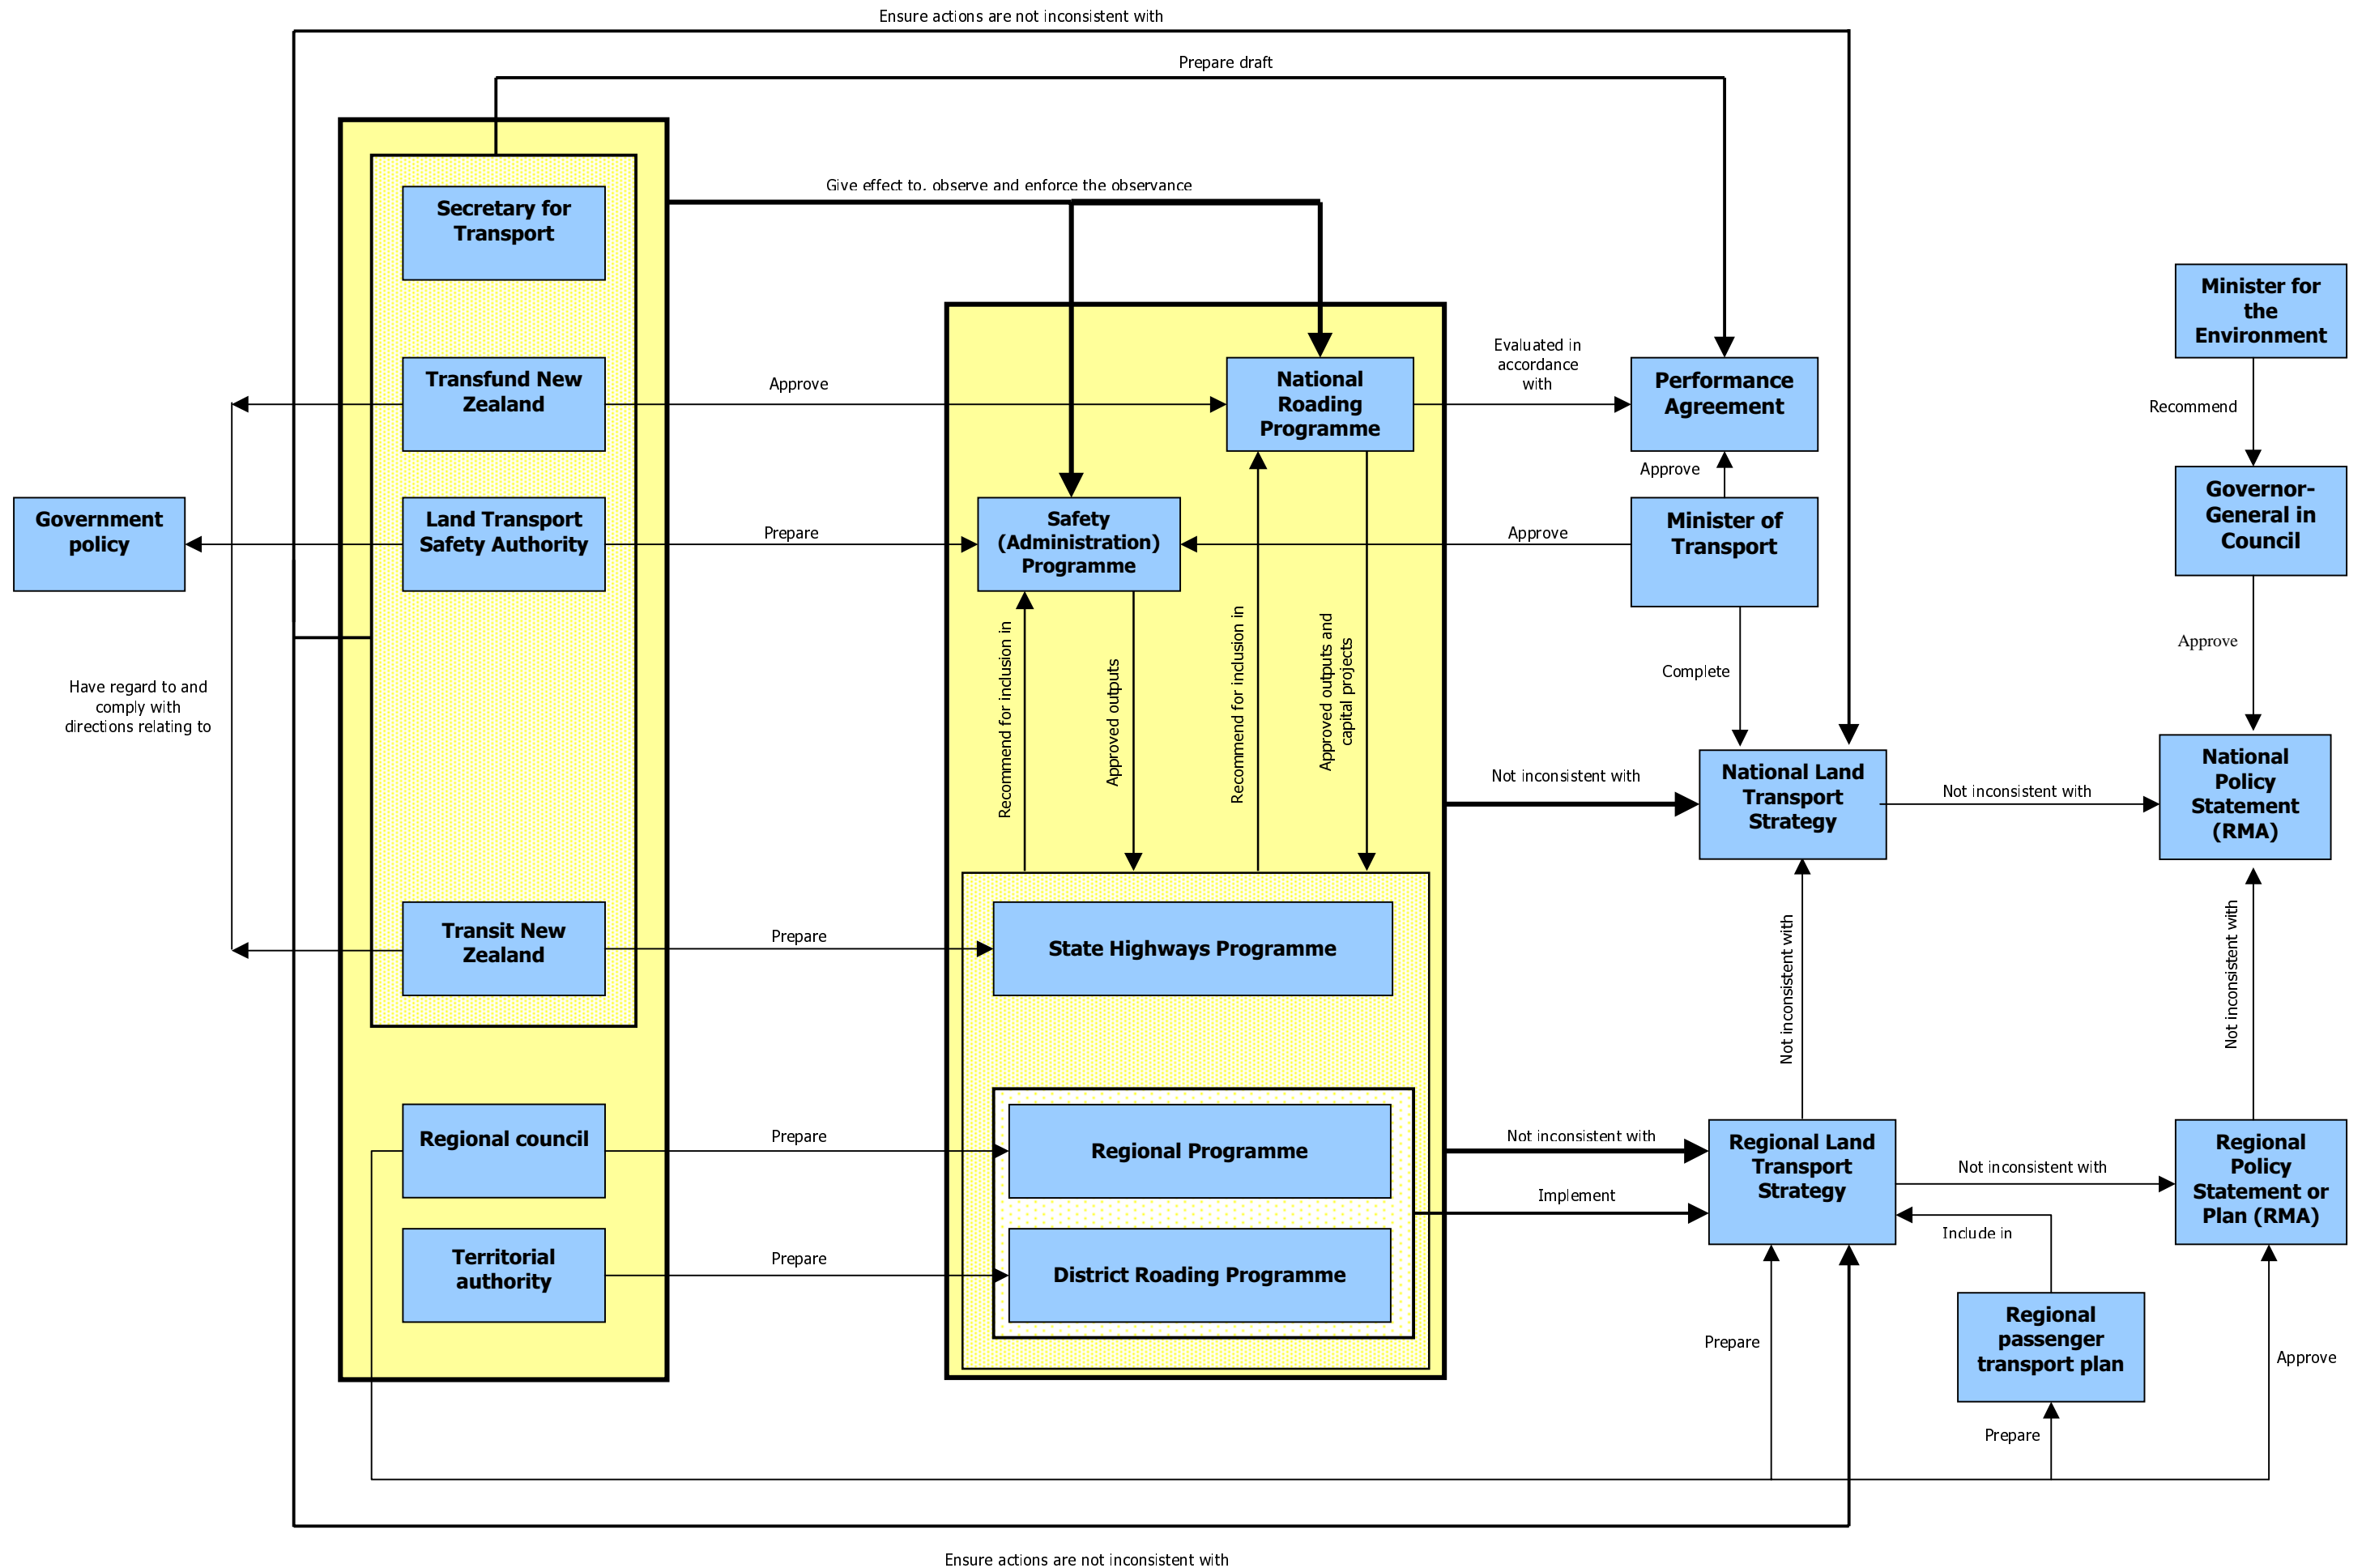 Ensure actions are not inconsistent with
Prepare draft
Give effect to. observe and enforce the observance
Secretary for
Transport
Minister for
the
Environment
Transfund New
Zealand
Approve
National
Roading
Programme
Evaluated in
accordance
with
Performance
Agreement
Recommend
Approve
Government
policy
Land Transport
Safety Authority
Prepare
Safety
(Administration)
Programme
Approve
Minister of
Transport
Governor-
General in
Council
Recommend for inclusion in
Approved outputs
Recommend for inclusion in
Approved outputs and
capital projects
Complete
Approve
Have regard to and
comply with
directions relating to
Not inconsistent with
National Land
Transport
Strategy
Not inconsistent with
National
Policy
Statement
(RMA)
Transit New
Zealand
Prepare
State Highways Programme
Not inconsistent with
Not inconsistent with
Regional council
Prepare
Regional Programme
Not inconsistent with
Implement
Regional Land
Transport
Strategy
Not inconsistent with
Regional
Policy
Statement or
Plan (RMA)
Include in
Territorial
authority
Prepare
District Roading Programme
Prepare
Regional
passenger
transport plan
Approve
Prepare
Ensure actions are not inconsistent with